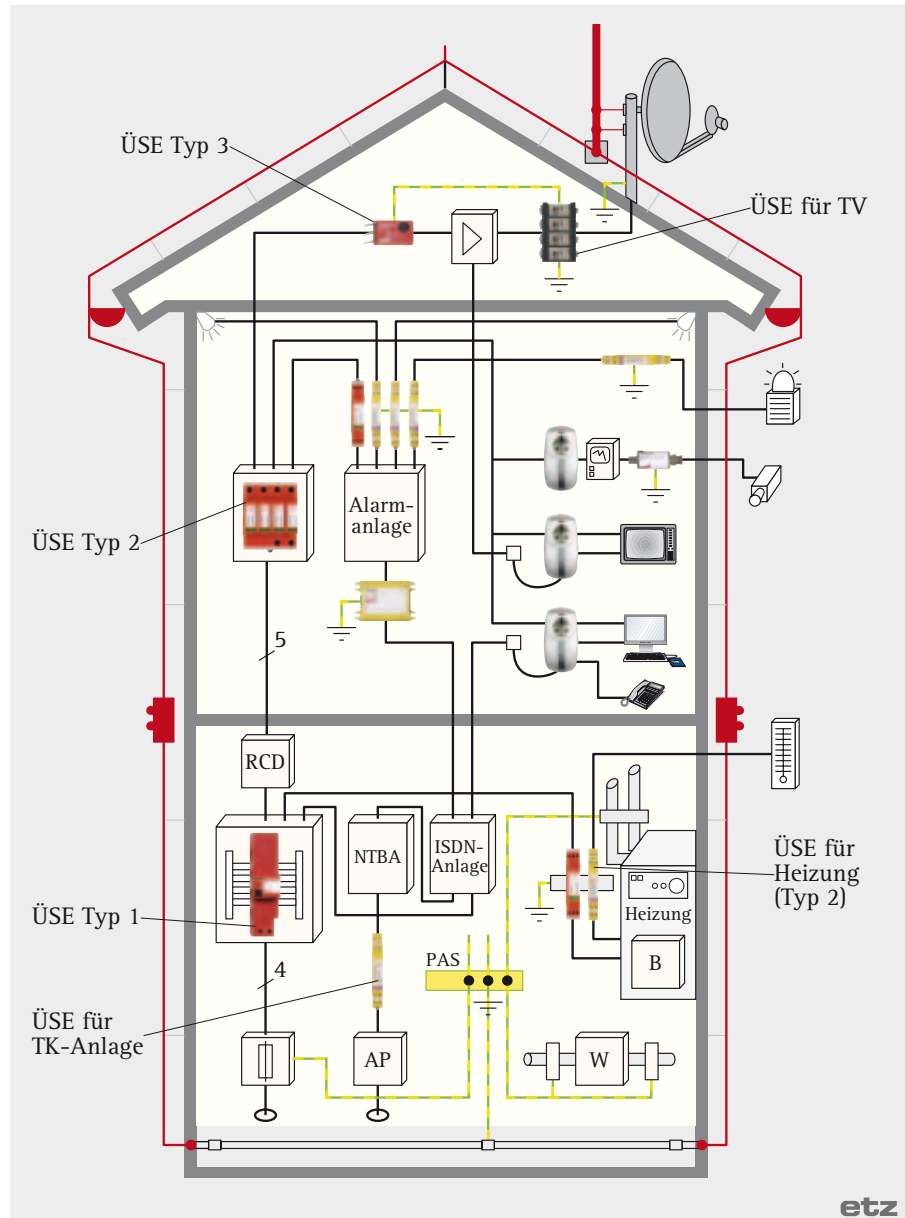 ÜSE Typ 3
ÜSE für TV
ÜSE Typ 2
Alarm-
anlage
5
RCD
NTBA
ISDN-
Anlage
ÜSE Typ 1
Heizung
ÜSE für
Heizung
(Typ 2)
B
4
PAS
ÜSE für
TK-Anlage
AP
W
etz